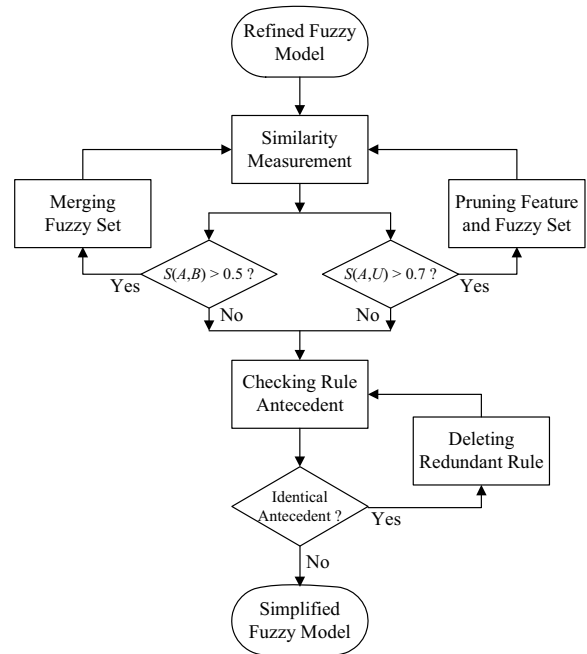 Refined Fuzzy
Model
Similarity
Measurement
Merging
Fuzzy Set
Pruning Feature
and Fuzzy Set
S(A,B) > 0.5 ?
S(A,U) > 0.7 ?
Yes
Yes
No
No
Checking Rule
Antecedent
Deleting
Redundant Rule
Identical
Antecedent ?
Yes
No
Simplified
Fuzzy Model